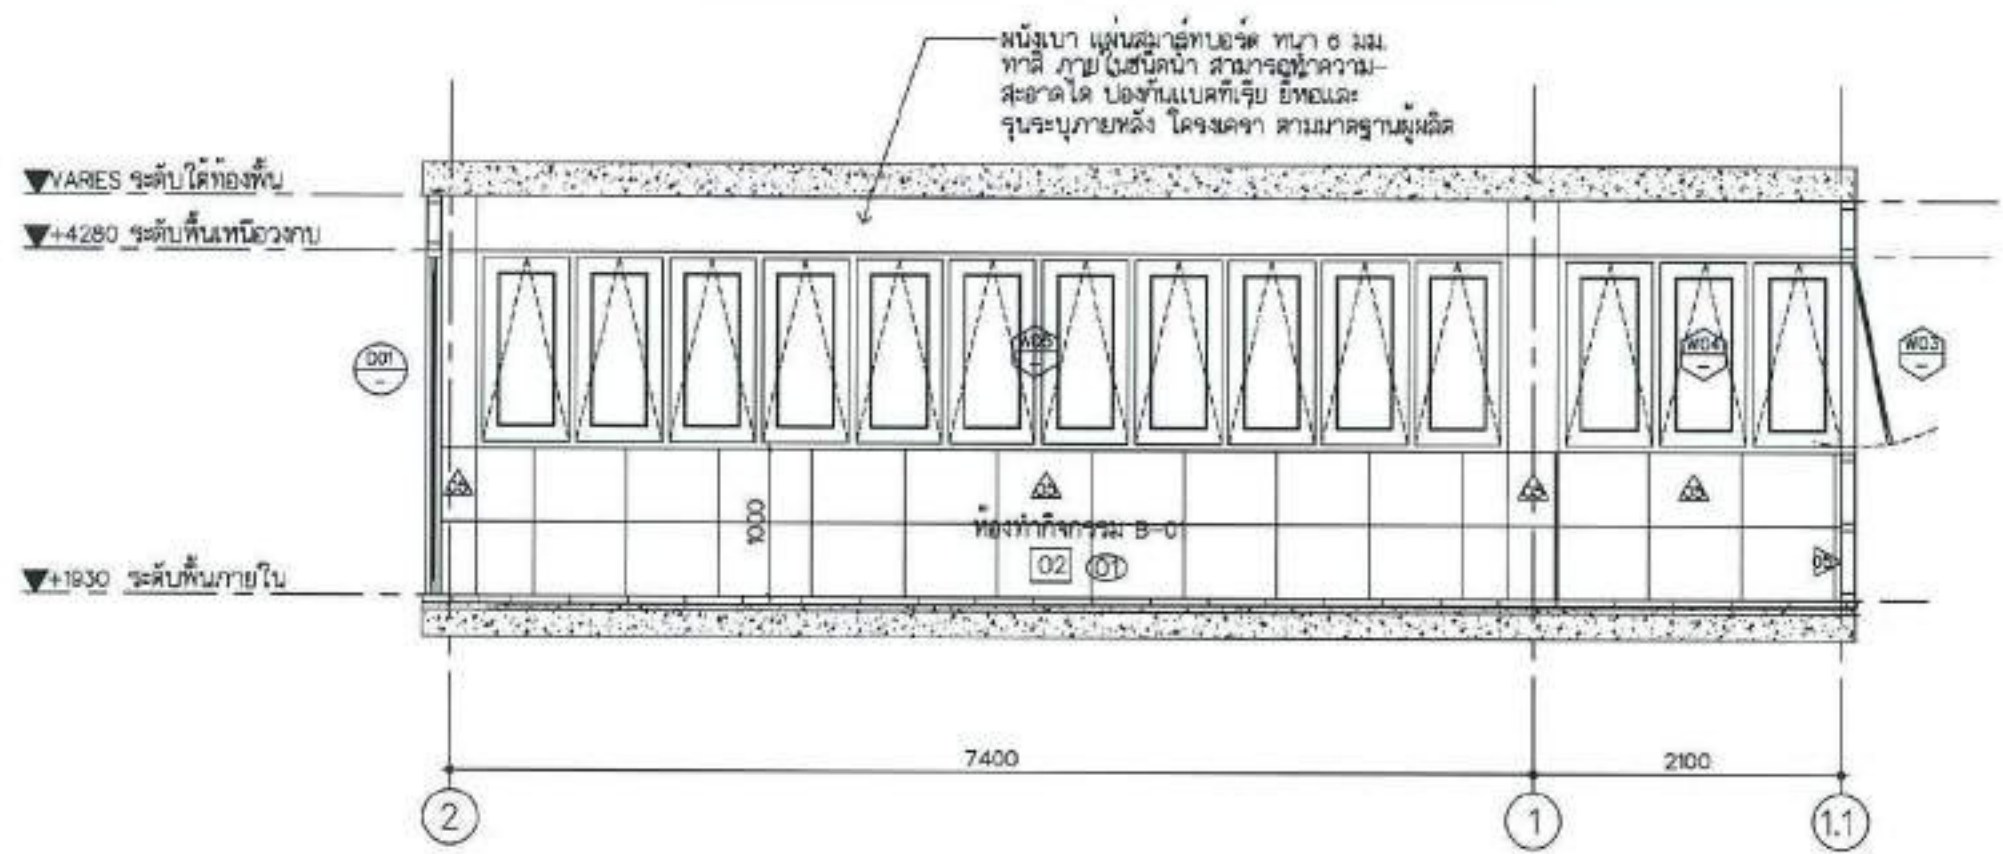 ผนังเบา แผ่นสมาร์ทบอร์ด หนา 6 มม.
ทาสี ภายในชนิดน้ำ สามารถทำความ-
สะอาดได้ ป้องกันแบคทีเรีย ยี่ห้อและ
รุ่นระบุภายหลัง โครงเคร่า ตามมาตรฐานผู้ผลิต
VARIES ระดับใต้ท้องพื้น
+4280 ระดับพื้นเหนือวงกบ
D01
-
W05
-
W04
-
W03
-
05
05
05
05
1000
ห้องทำกิจกรรม B-01
02 01
05
+1930 ระดับพื้นภายใน
7400
2100
2
1
1.1